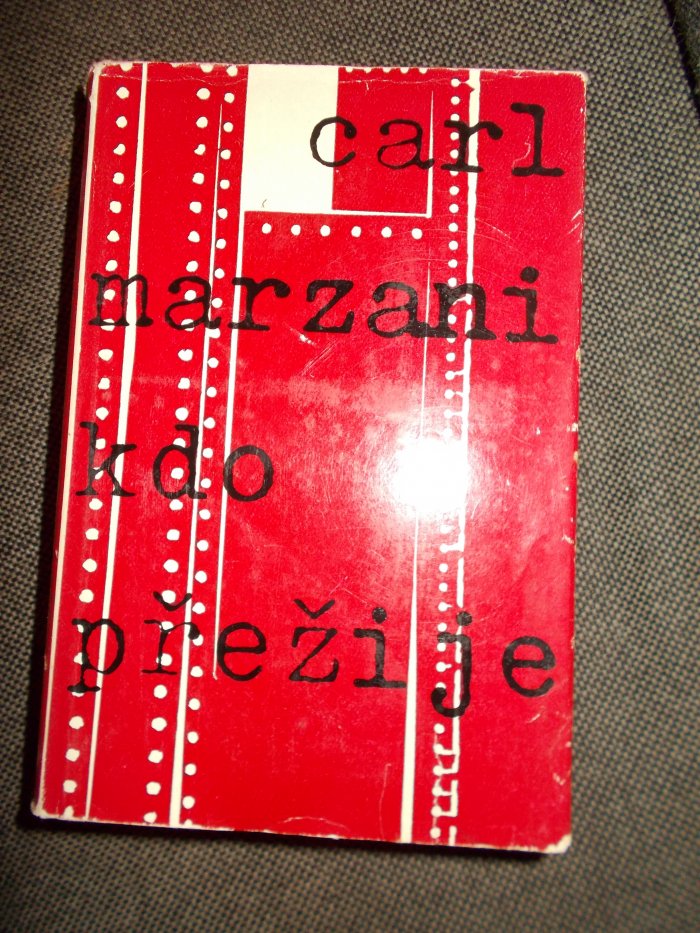 carl
marzani
kdo
přežije